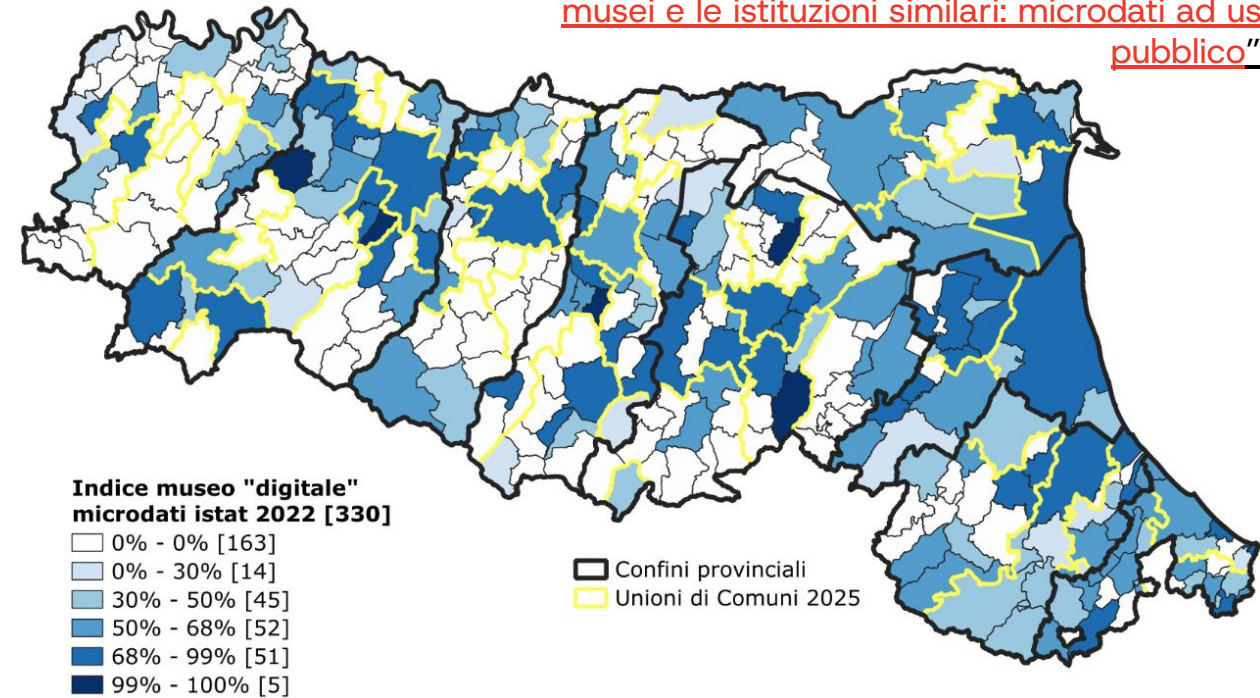 musei e le istituzioni similari: microdati ad us
pubblico”
Indice museo "digitale"
microdati istat 2022 [330]
0% - 0% [163]
0% - 30% [14]
30% - 50% [45]
50% - 68% [52]
68% - 99% [51]
99% - 100% [5]
Confini provinciali
Unioni di Comuni 2025